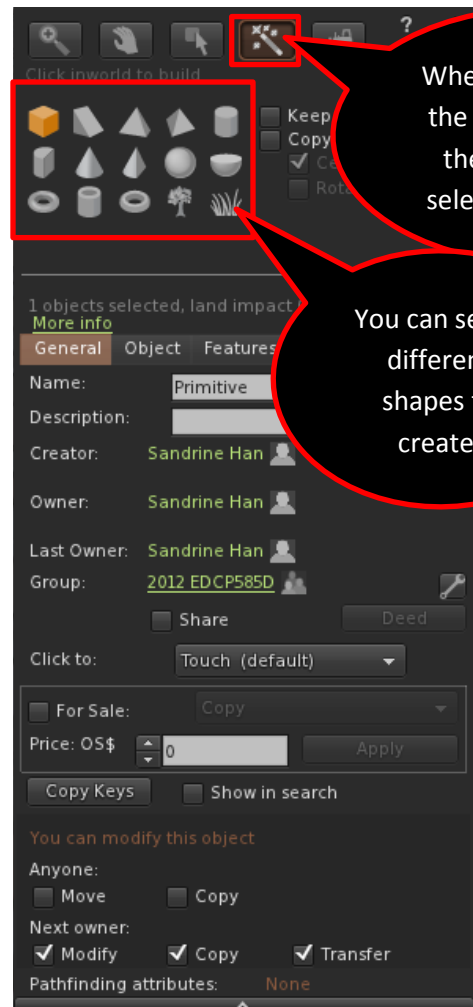 ?
Click inworld to build
Whe
the
the
sele
Keep
Copy
Ce
Rota
1 objects selected, land impact
More info
You can se
differen
shapes t
create
General Object Features
Name: Primitive
Description:
Creator: Sandrine Han
Owner: Sandrine Han
Last Owner: Sandrine Han
Group: 2012 EDCP585D
Share Deed
Click to: Touch (default)
For Sale: Copy
Price: OS$ 0 Apply
Copy Keys Show in search
You can modify this object
Anyone:
Move Copy
Next owner:
Modify Copy Transfer
Pathfinding attributes: None